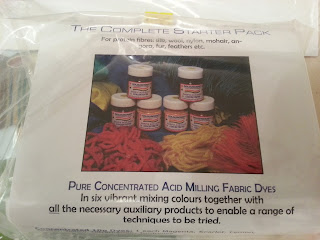 THE COMPLETE STARTER PACK
For protein fibres: silk, wool, nylon, mohair, an-
gora, fur, feathers etc.
PURE CONCENTRATED ACID MILLING FABRIC DYES
In six vibrant mixing colours together with
all the necessary auxiliary products to enable a range of
techniques to be tried.